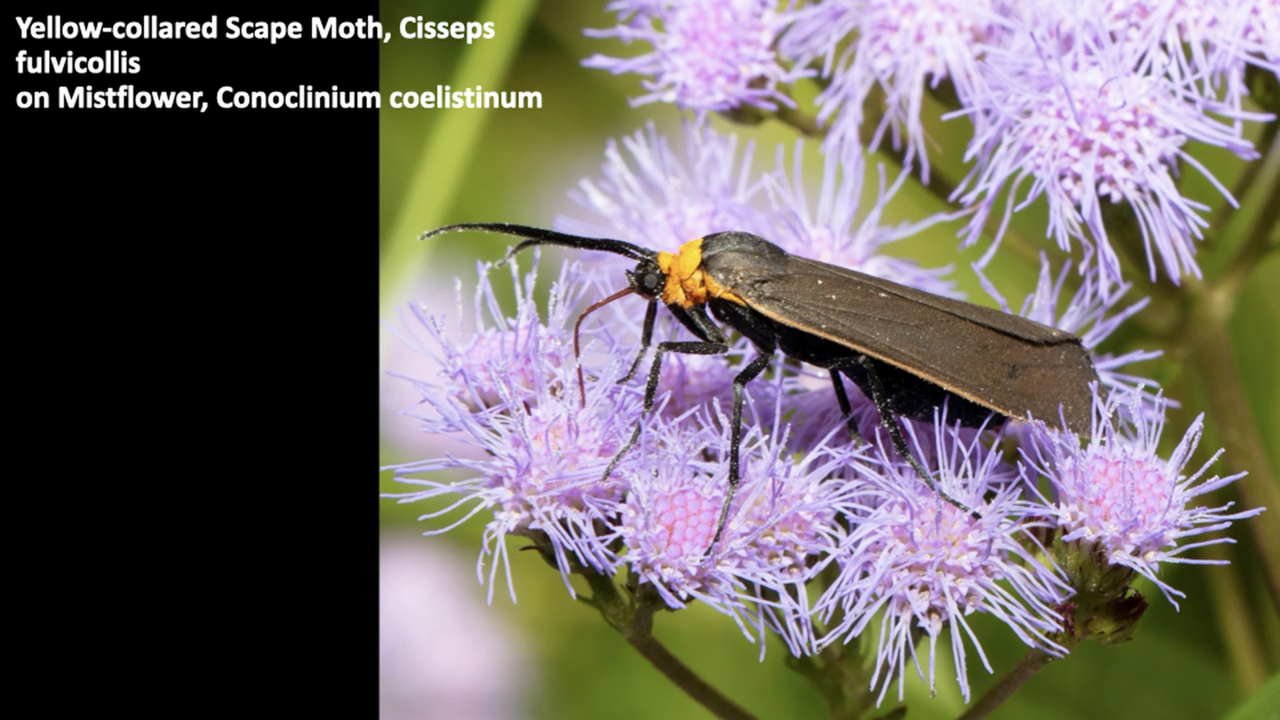 Yellow-collared Scape Moth, Cisseps
fulvicollis
on Mistflower, Conoclinium coelistinum